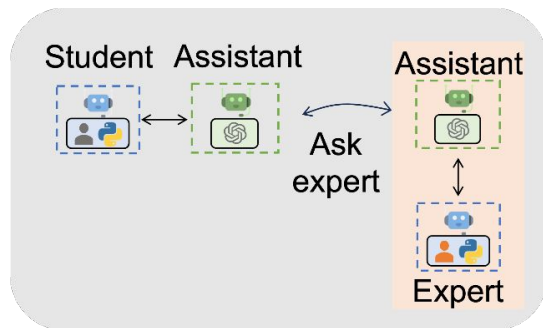 Student
Assistant
Ask
expert
Assistant
Expert